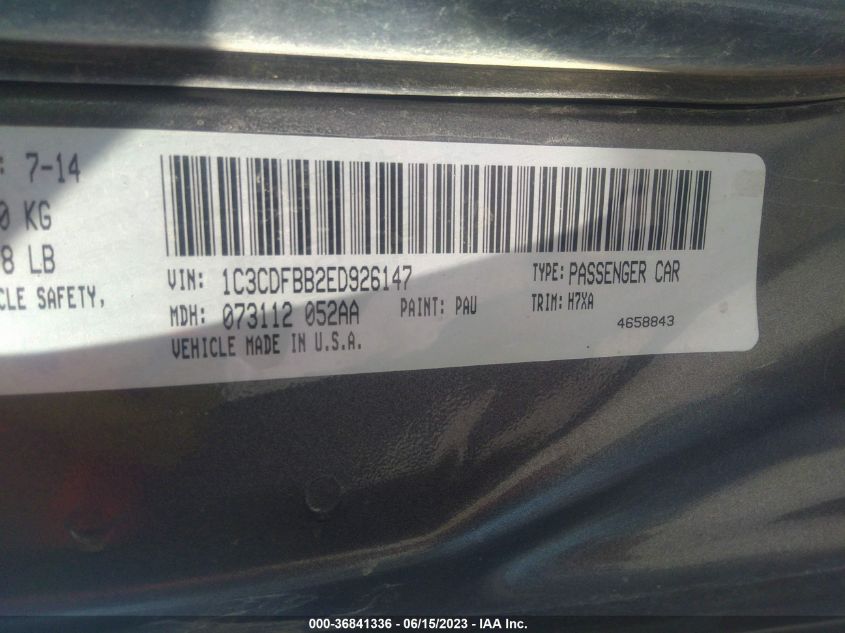 : 7-14
0 KG
8 LB
CLE SAFETY,
VIN: 1C3CDFBB2ED926147
TYPE: PASSENGER CAR
MDH: 073112 052AA
PAINT: PAU
TRIM: H7XA
VEHICLE MADE IN U.S.A.
4658843
000-36841336 - 06/15/2023 - IAA Inc.